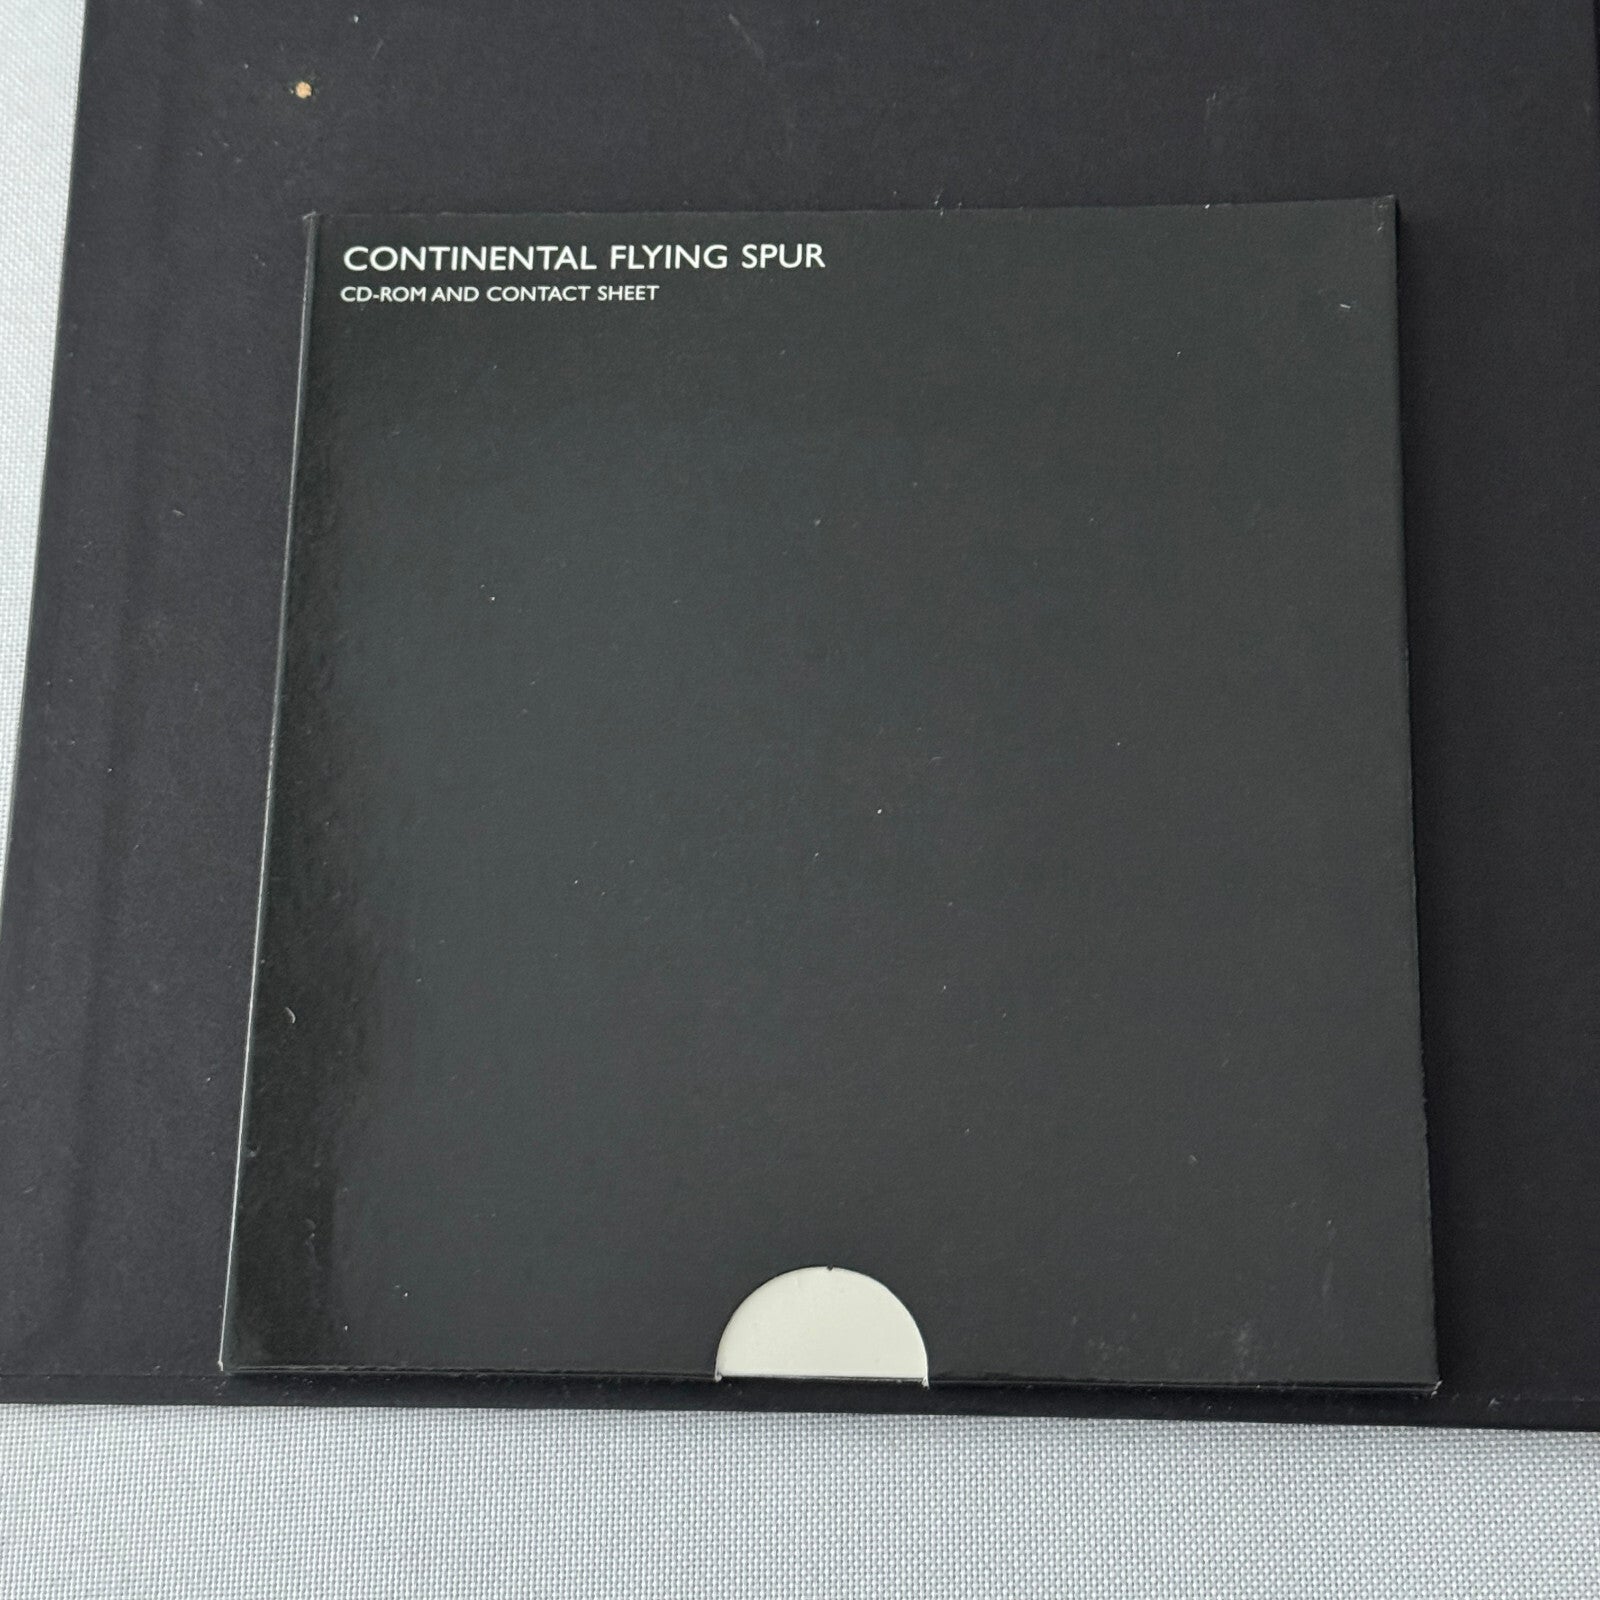 CONTINENTAL FLYING SPUR
CD-ROM AND CONTACT SHEET